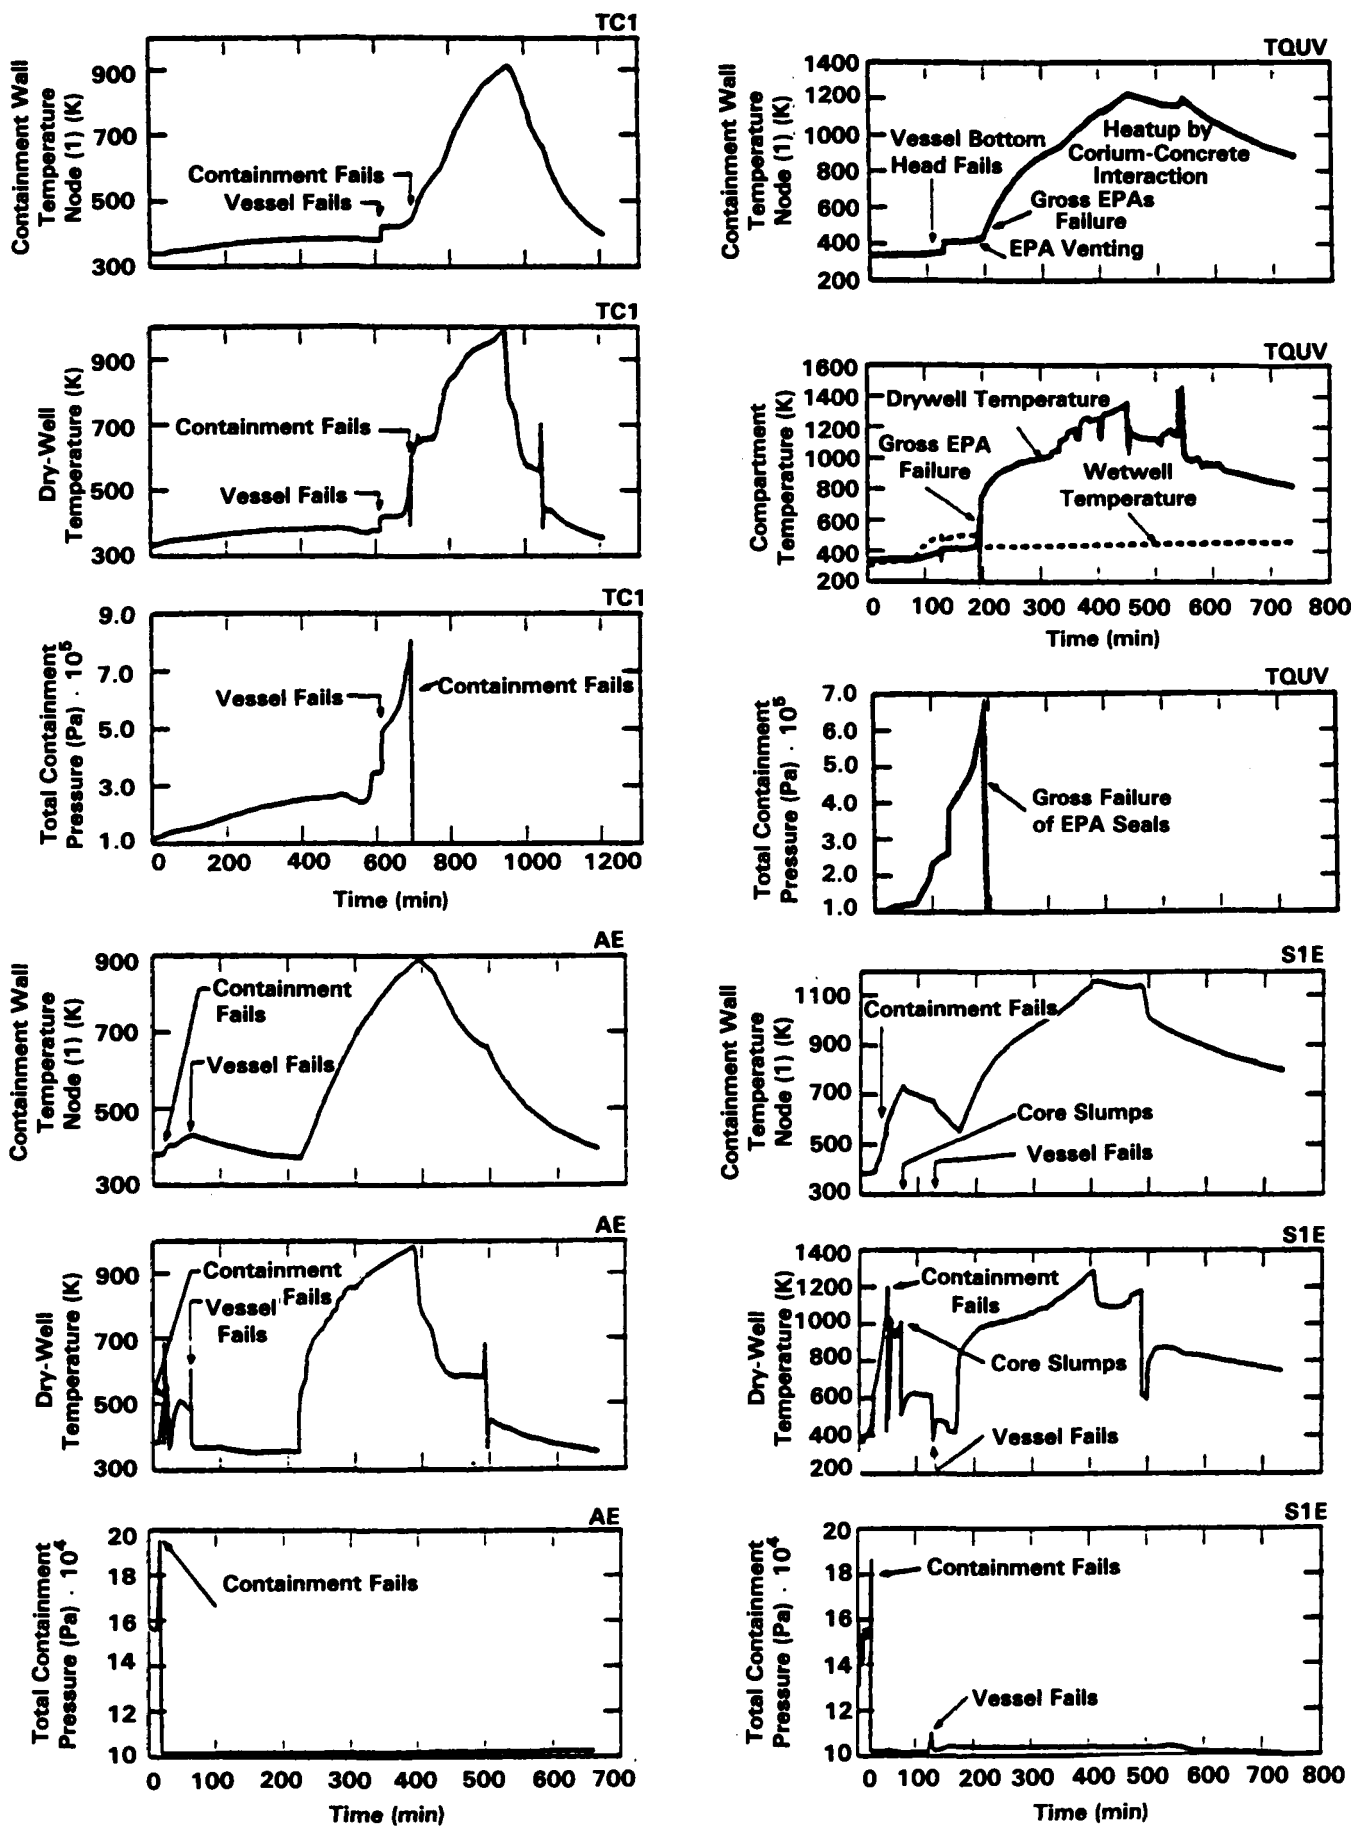 TC1
Containment Wall
Temperature
Node (1) (K)
900
700
500
300
Containment Fails
Vessel Fails
TC1
Dry-Well
Temperature (K)
900
700
500
300
Containment Fails
Vessel Fails
TC1
Total Containment
Pressure (Pa) · 10⁵
9.0
7.0
5.0
3.0
1.0
Vessel Fails
Containment Fails
0 200 400 600 800 1000 1200
Time (min)
AE
Containment Wall
Temperature
Node (1) (K)
900
700
500
300
Containment
Fails
Vessel Fails
AE
Dry-Well
Temperature (K)
900
700
500
300
Containment
Fails
Vessel
Fails
AE
Total Containment
Pressure (Pa) · 10⁴
20
18
16
14
12
10
Containment Fails
0 100 200 300 400 500 600 700
Time (min)
TQUV
Containment Wall
Temperature
Node (1) (K)
1400
1200
1000
800
600
400
200
Vessel Bottom
Head Fails
Heatup by
Corium-Concrete
Interaction
Gross EPAs
Failure
EPA Venting
TQUV
Compartment
Temperature (K)
1600
1400
1200
1000
800
600
400
200
Drywell Temperature
Gross EPA
Failure
Wetwell
Temperature
0 100 200 300 400 500 600 700 800
Time (min)
TQUV
Total Containment
Pressure (Pa) · 10⁵
7.0
6.0
5.0
4.0
3.0
2.0
1.0
Gross Failure
of EPA Seals
S1E
Containment Wall
Temperature
Node (1) (K)
1100
900
700
500
300
Containment Fails
Core Slumps
Vessel Fails
S1E
Dry-Well
Temperature (K)
1400
1200
1000
800
600
400
200
Containment
Fails
Core Slumps
Vessel Fails
S1E
Total Containment
Pressure (Pa) · 10⁴
20
18
16
14
12
10
Containment Fails
Vessel Fails
0 100 200 300 400 500 600 700 800
Time (min)